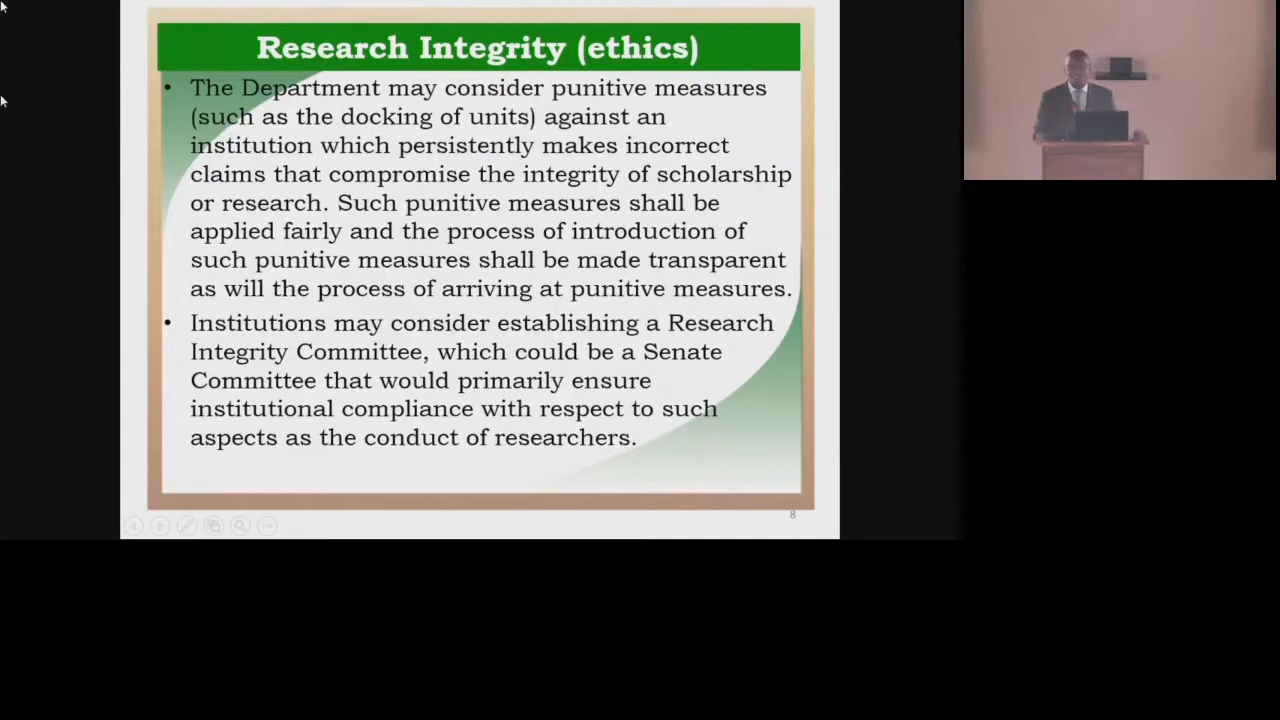 Research Integrity (ethics)
• The Department may consider punitive measures
(such as the docking of units) against an
institution which persistently makes incorrect
claims that compromise the integrity of scholarship
or research. Such punitive measures shall be
applied fairly and the process of introduction of
such punitive measures shall be made transparent
as will the process of arriving at punitive measures.
• Institutions may consider establishing a Research
Integrity Committee, which could be a Senate
Committee that would primarily ensure
institutional compliance with respect to such
aspects as the conduct of researchers.
8